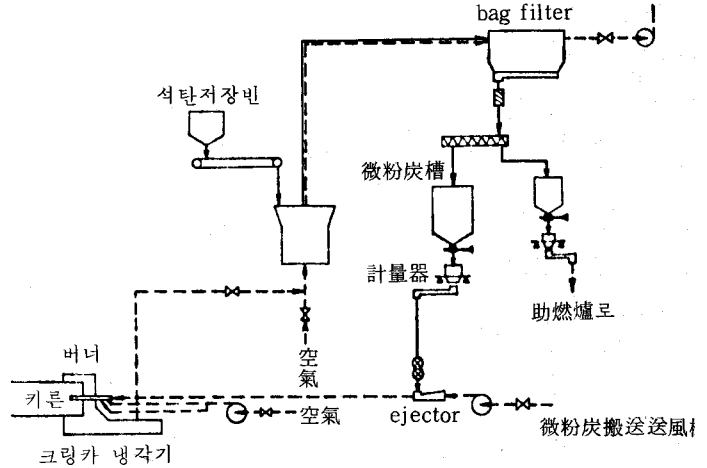 bag filter
석탄저장빈
微粉炭槽
計量器
助燃爐로
버너
空氣
키른
空氣
ejector
微粉炭搬送送風機
크링카 냉각기